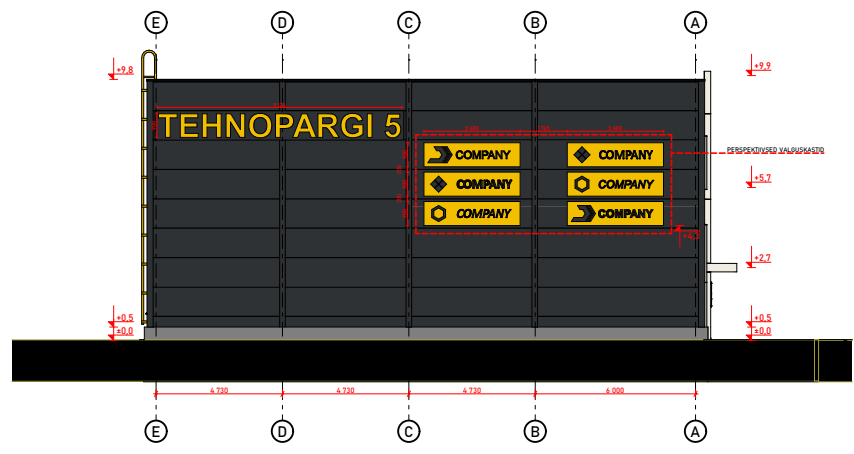 E D C B A
+9,8
+9,9
TEHNOPARGI 5
COMPANY COMPANY
PERSPEKTIIVSED VALGUSKASTID
COMPANY COMPANY
+5,7
COMPANY COMPANY
+2,7
+0,5 +0,5
±0,0 ±0,0
4 730 4 730 4 730 6 000
E D C B A